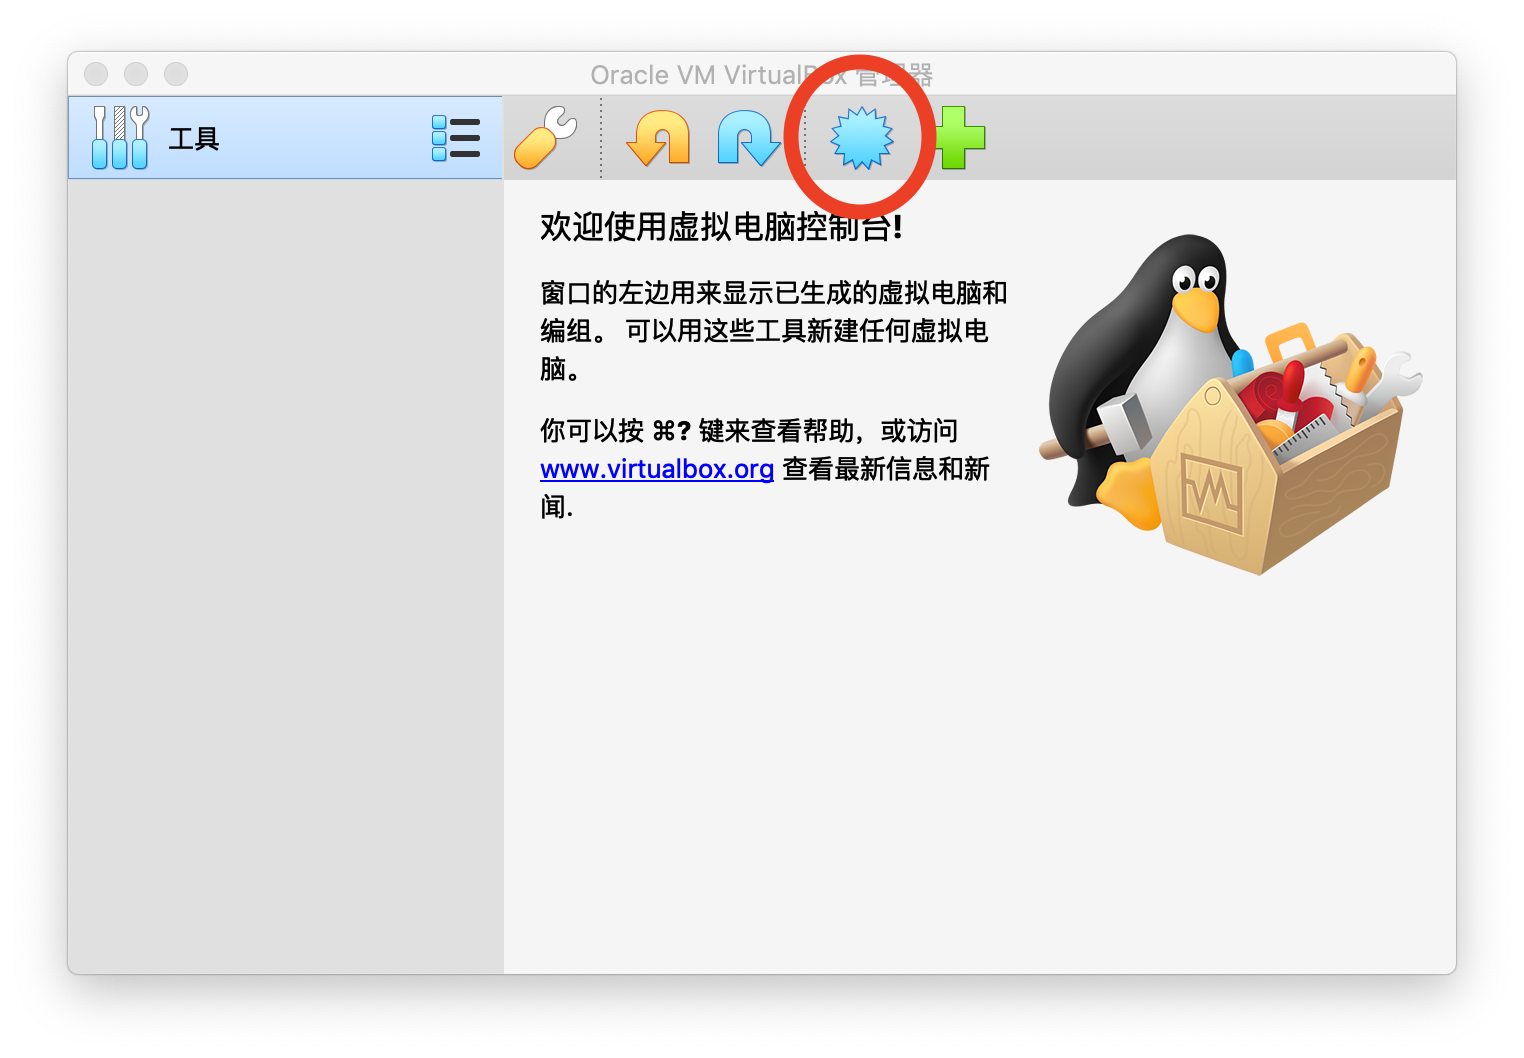 Oracle VM VirtualBox 管理器
工具
欢迎使用虚拟电脑控制台!
窗口的左边用来显示已生成的虚拟电脑和
编组。 可以用这些工具新建任何虚拟电
脑。
你可以按 ⌘? 键来查看帮助，或访问
www.virtualbox.org 查看最新信息和新
闻.